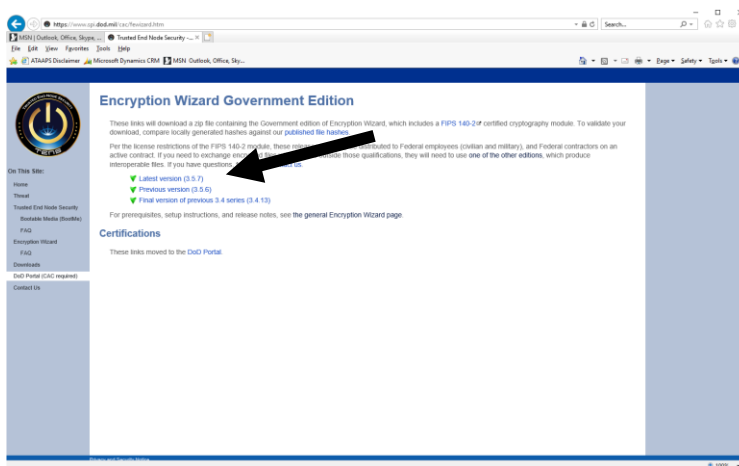 https://www.spi.dod.mil/cac/fewizard.htm
Search...
MSN | Outlook, Office, Skype, ...
Trusted End Node Security -...
File Edit View Favorites Tools Help
ATAAPS Disclaimer Microsoft Dynamics CRM MSN Outlook, Office, Sky...
Page Safety Tools
Encryption Wizard Government Edition
These links will download a zip file containing the Government edition of Encryption Wizard, which includes a FIPS 140-2 certified cryptography module. To validate your
download, compare locally generated hashes against our published file hashes
Per the license restrictions of the FIPS 140-2 module, these distributed to Federal employees (civilian and military), and Federal contractors on an
active contract. If you need to exchange outside those qualifications, they will need to use one of the other editions, which produce
interoperable files. If you have questions, us.
Latest version (3.5.7)
Previous version (3.5.6)
Final version of previous 3.4 series (3.4.13)
For prerequisites, setup instructions, and release notes, see the general Encryption Wizard page.
Certifications
These links moved to the DoD Portal.
TENS
On This Site:
Home
Threat
Trusted End Node Security
Bootable Media (BootMe)
FAQ
Encryption Wizard
FAQ
Downloads
DoD Portal (CAC required)
Contact Us
Privacy and Security Notice
100%